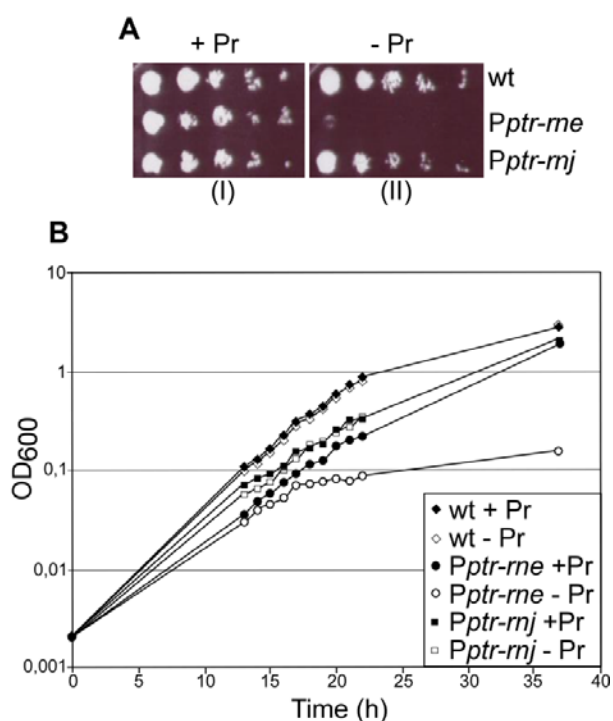 A
+ Pr - Pr
wt
Pptr-rne
Pptr-rnj
(I) (II)
B
10
1
0,1
0,01
0,001
OD600
0 5 10 15 20 25 30 35 40
Time (h)
wt + Pr
wt - Pr
Pptr-rne +Pr
Pptr-rne - Pr
Pptr-rnj +Pr
Pptr-rnj - Pr